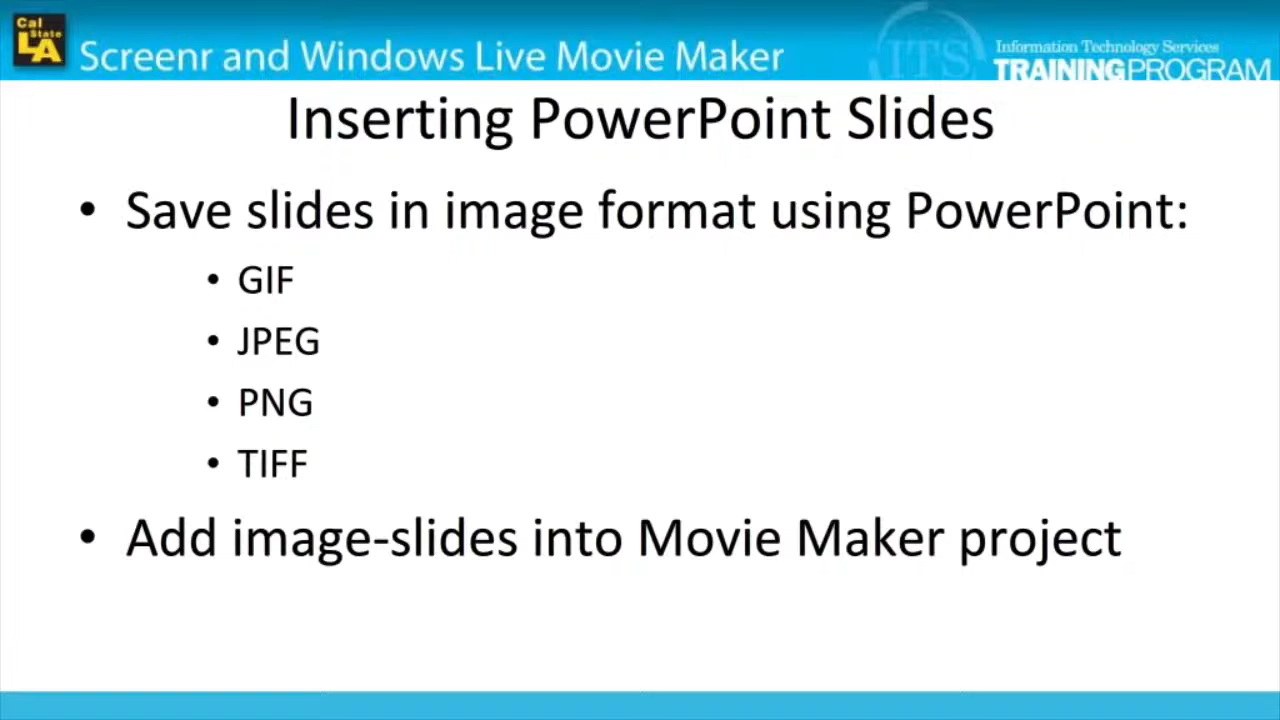 Cal
State
LA
Screenr and Windows Live Movie Maker
ITS
Information Technology Services
TRAINING PROGRAM
Inserting PowerPoint Slides
• Save slides in image format using PowerPoint:
• GIF
• JPEG
• PNG
• TIFF
• Add image-slides into Movie Maker project